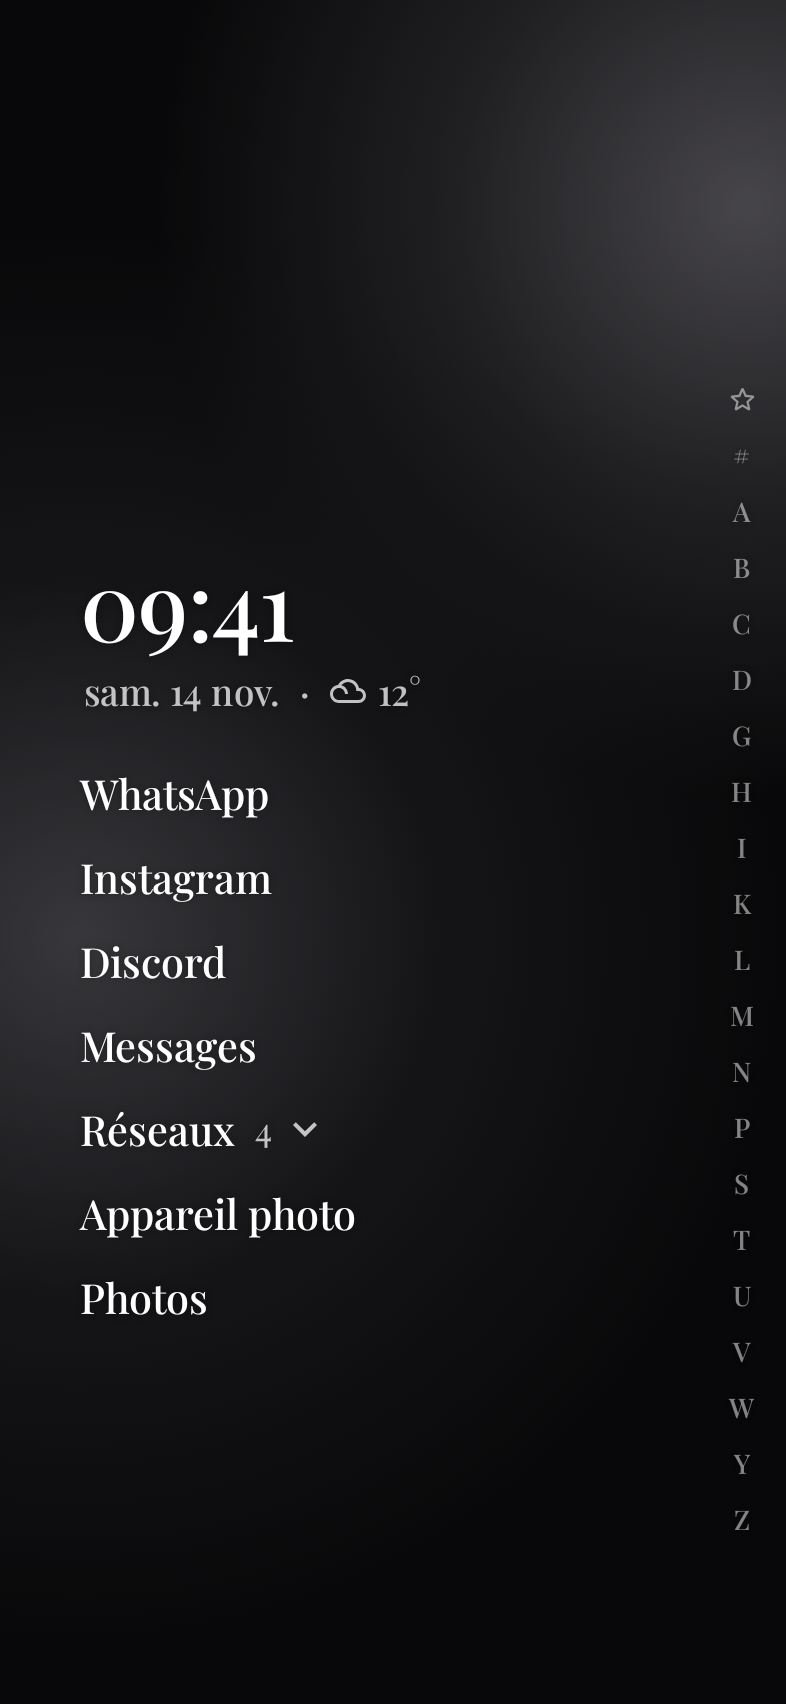 09:41
sam. 14 nov. · 12°
WhatsApp
Instagram
Discord
Messages
Réseaux 4
Appareil photo
Photos
#
A
B
C
D
G
H
I
K
L
M
N
P
S
T
U
V
W
Y
Z